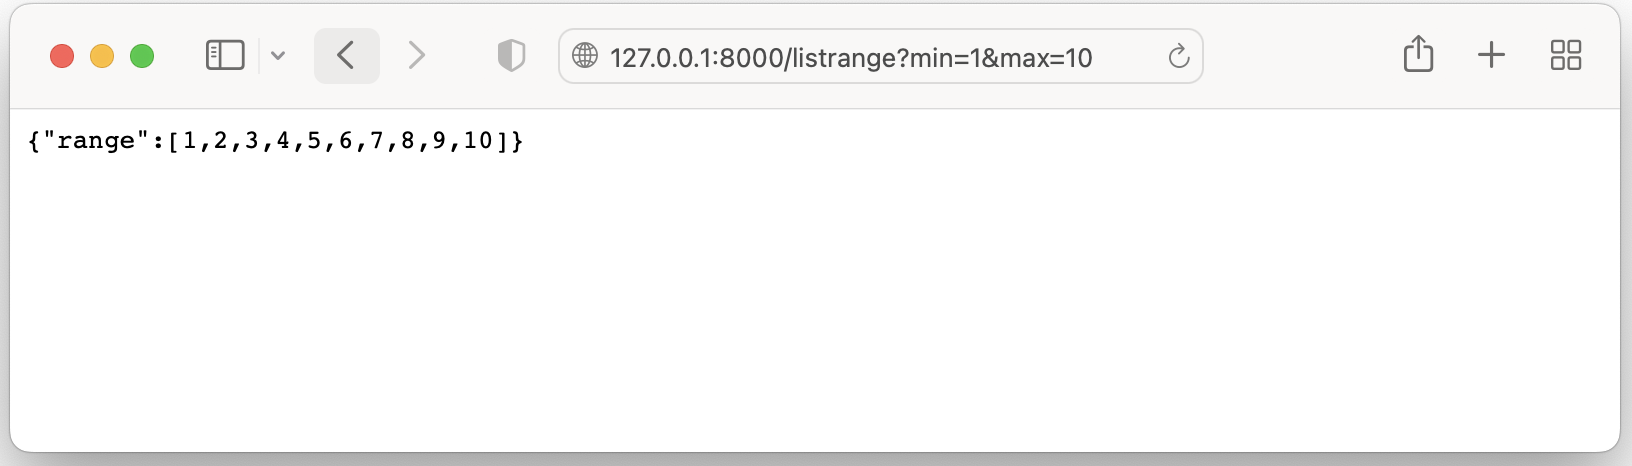 127.0.0.1:8000/listrange?min=1&max=10
{"range":[1,2,3,4,5,6,7,8,9,10]}